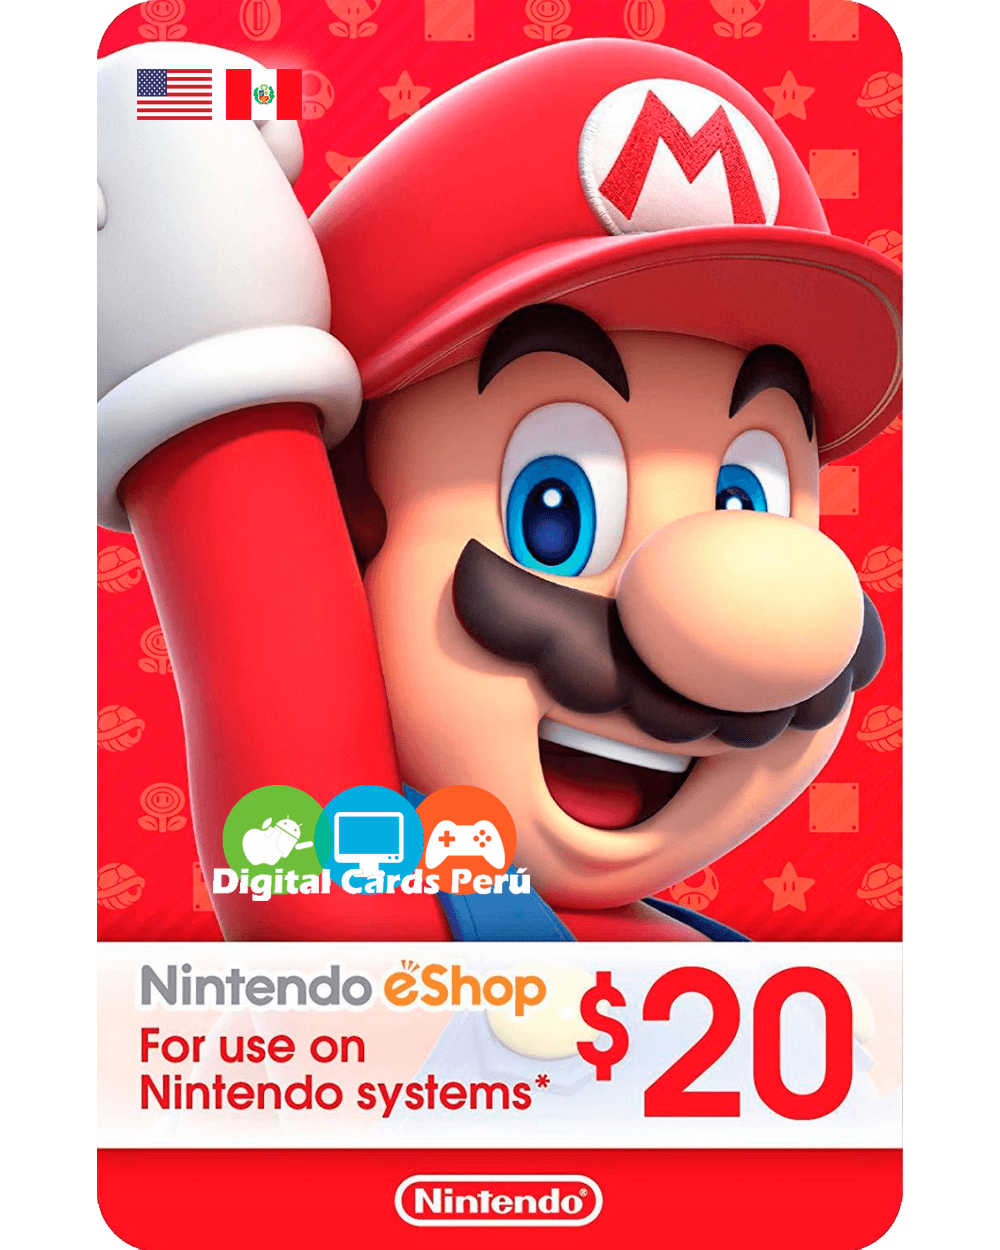 M
Digital Cards Perú
Nintendo eShop
$20
For use on
Nintendo systems*
Nintendo®